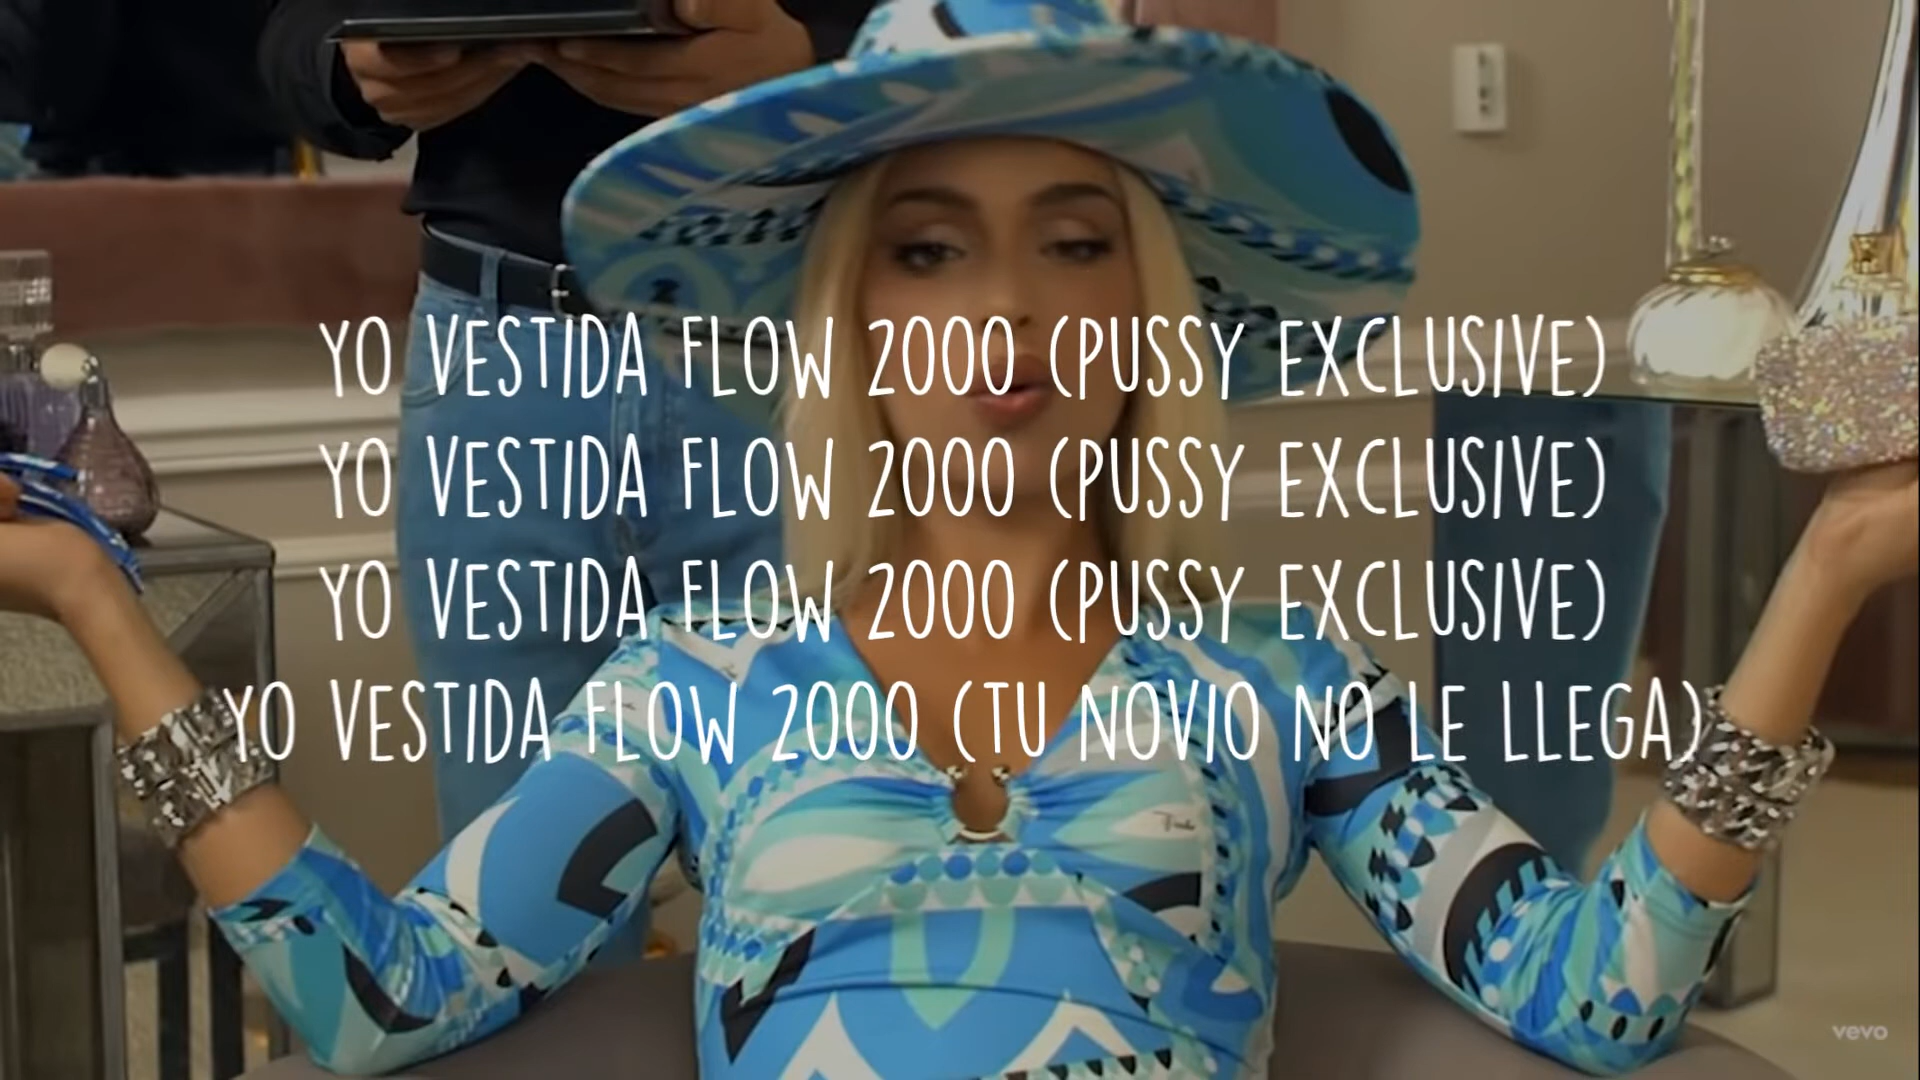 YO VESTIDA FLOW 2000 (PUSSY EXCLUSIVE)
YO VESTIDA FLOW 2000 (PUSSY EXCLUSIVE)
YO VESTIDA FLOW 2000 (PUSSY EXCLUSIVE)
YO VESTIDA FLOW 2000 (TU NOVIO NO LE LLEGA)
vevo